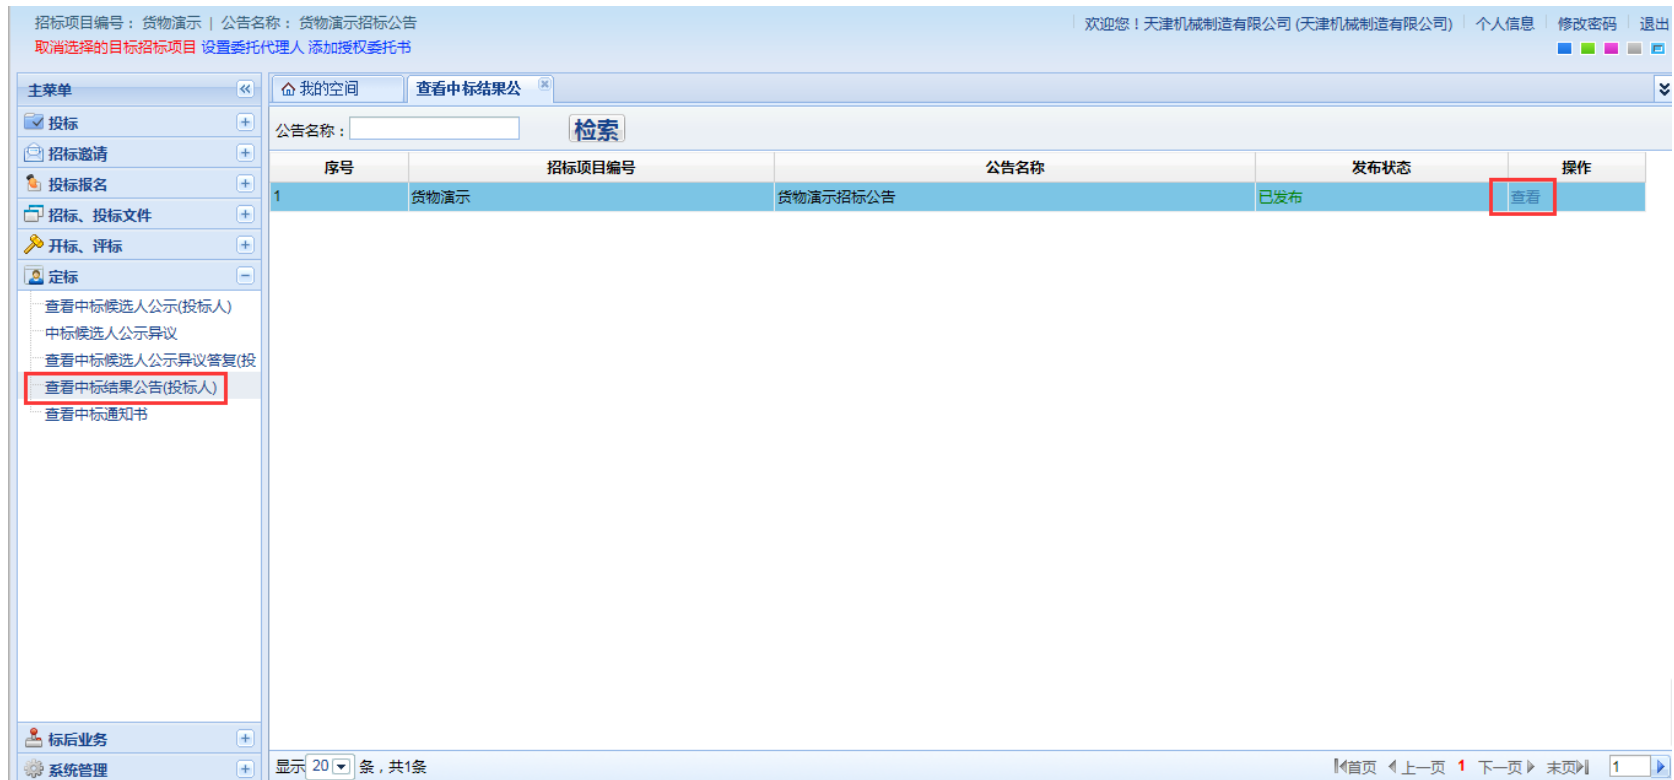 招标项目编号： 货物演示 | 公告名称： 货物演示招标公告
欢迎您！天津机械制造有限公司 (天津机械制造有限公司) 个人信息 修改密码 退出
取消选择的目标招标项目 设置委托代理人 添加授权委托书
主菜单
我的空间 查看中标结果公
投标
招标邀请
投标报名
招标、投标文件
开标、评标
定标
查看中标候选人公示(投标人)
中标候选人公示异议
查看中标候选人公示异议答复(投
查看中标结果公告(投标人)
查看中标通知书
标后业务
系统管理
公告名称： 检索
序号 招标项目编号 公告名称 发布状态 操作
1 货物演示 货物演示招标公告 已发布 查看
显示 20 条，共1条
首页 上一页 1 下一页 末页 1